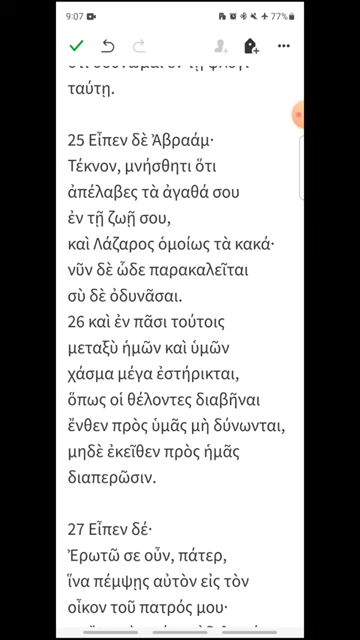 9:07
77%
ταύτῃ.
25 Εἶπεν δὲ Ἀβραάμ·
Τέκνον, μνήσθητι ὅτι
ἀπέλαβες τὰ ἀγαθά σου
ἐν τῇ ζωῇ σου,
καὶ Λάζαρος ὁμοίως τὰ κακά·
νῦν δὲ ὧδε παρακαλεῖται
σὺ δὲ ὀδυνᾶσαι.
26 καὶ ἐν πᾶσι τούτοις
μεταξὺ ἡμῶν καὶ ὑμῶν
χάσμα μέγα ἐστήρικται,
ὅπως οἱ θέλοντες διαβῆναι
ἔνθεν πρὸς ὑμᾶς μὴ δύνωνται,
μηδὲ ἐκεῖθεν πρὸς ἡμᾶς
διαπερῶσιν.
27 Εἶπεν δέ·
Ἐρωτῶ σε οὖν, πάτερ,
ἵνα πέμψῃς αὐτὸν εἰς τὸν
οἶκον τοῦ πατρός μου·